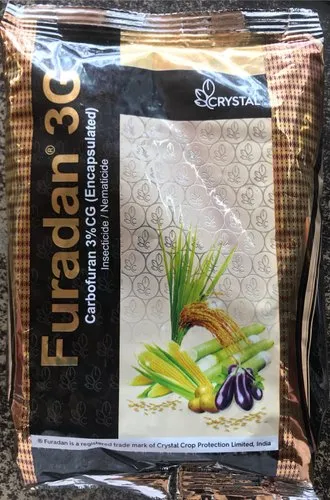 CRYSTAL
Furadan® 3G
Carbofuran 3%CG (Encapsulated)
Insecticide / Nematicide
® Furadan is a registered trade mark of Crystal Crop Protection Limited, India